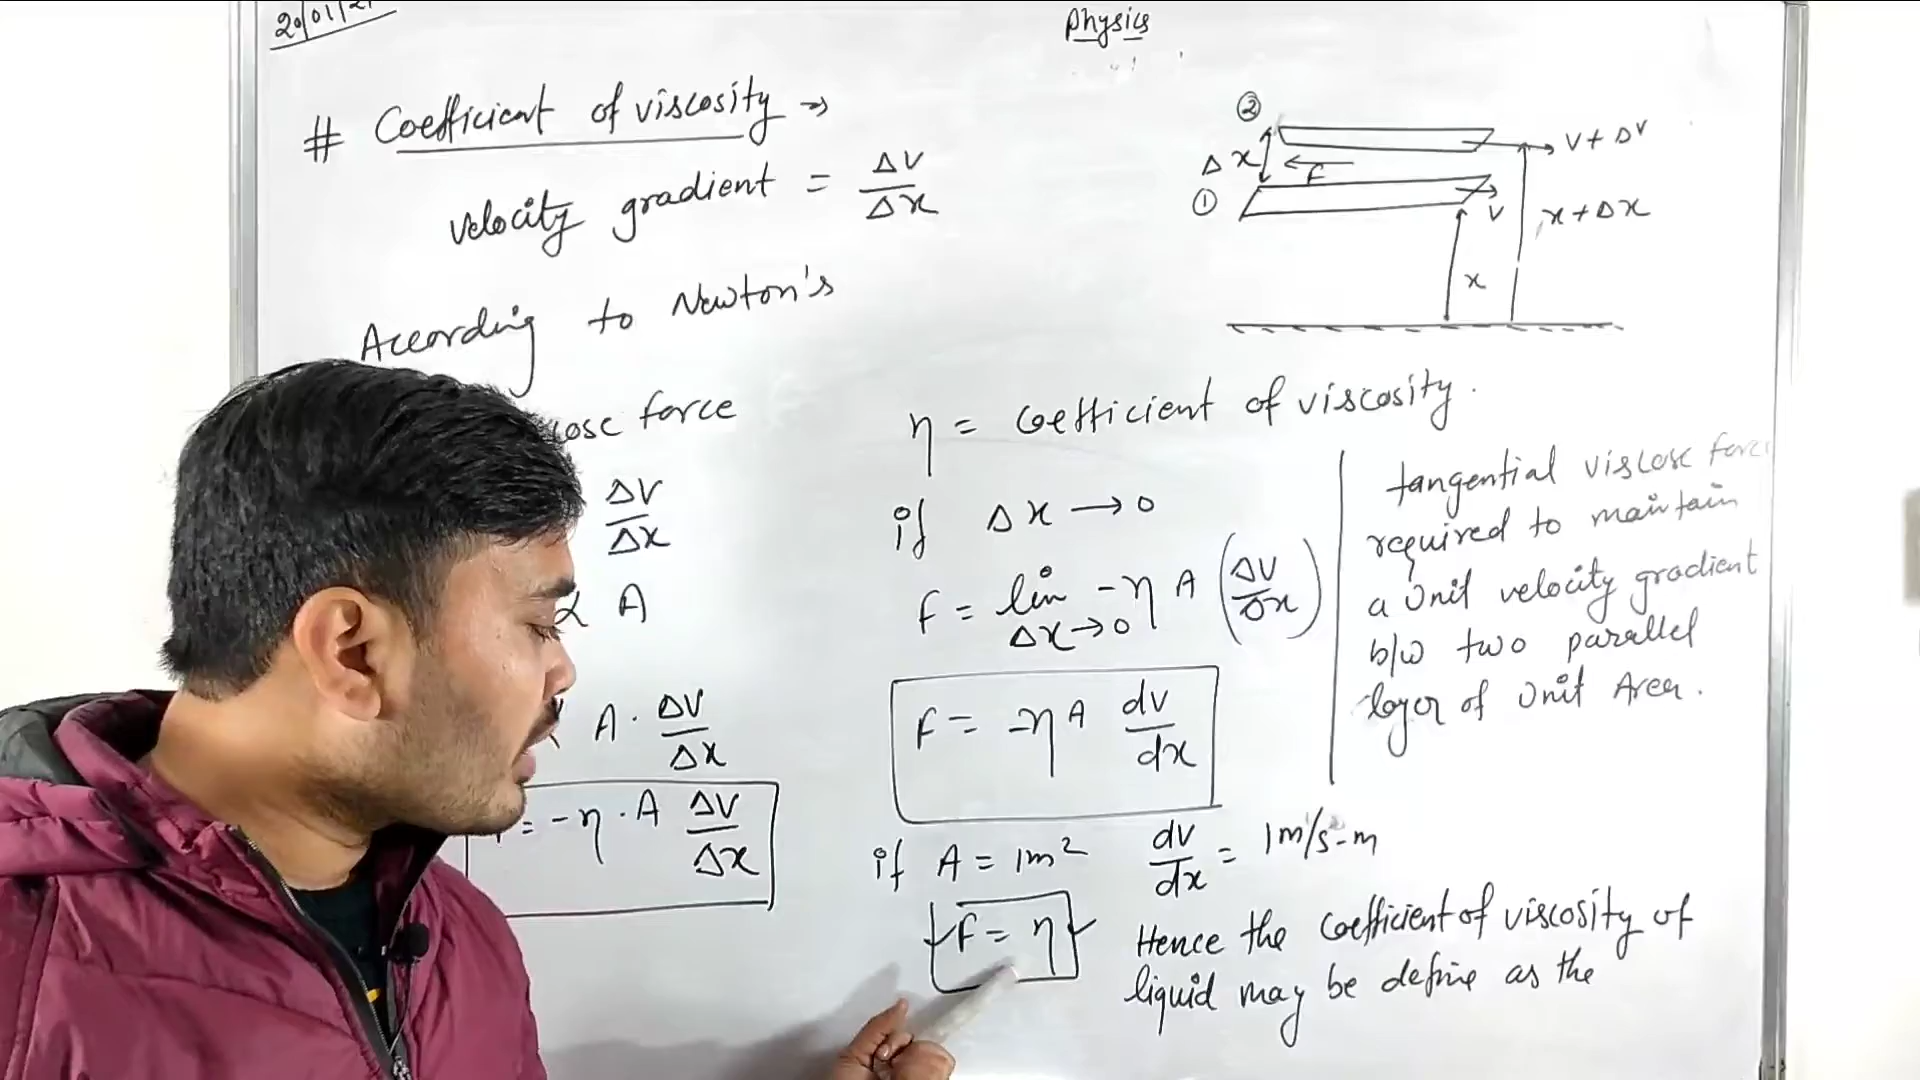 20/01/21
Physics
# Coefficient of viscosity →
velocity gradient = ΔV/Δx
According to Newton's
force
ΔV/Δx
∝ A
A · ΔV/Δx
= -η · A ΔV/Δx
②
Δx
F
V + ΔV
①
V
x + Δx
x
η = Coefficient of viscosity.
if Δx → 0
F = lim Δx→0 -η A (ΔV/Δx)
F = -η A dv/dx
if A = 1m² dv/dx = 1m/s-m
F = η
Hence the Coefficient of viscosity of
liquid may be define as the
tangential viscose force
required to maintain
a Unit velocity gradient
b/w two parallel
layer of Unit Area.